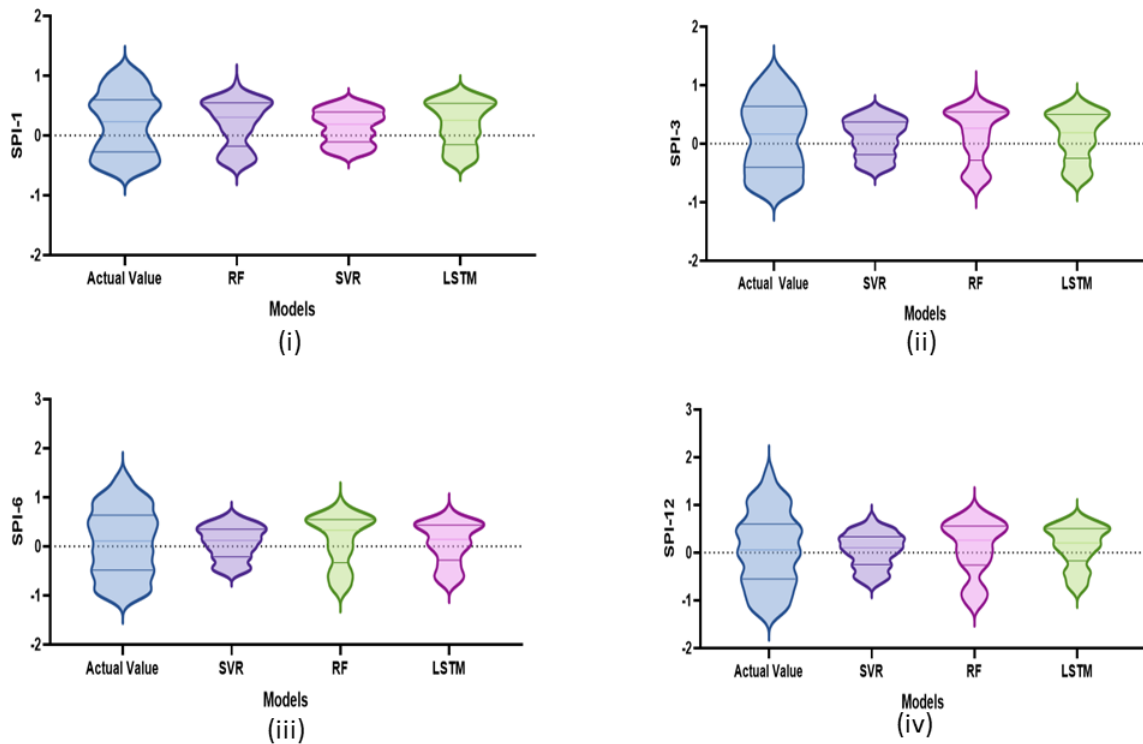 2
1
0
-1
-2
SPI-1
Actual Value RF SVR LSTM
Models
(i)
2
1
0
-1
-2
SPI-3
Actual Value SVR RF LSTM
Models
(ii)
3
2
1
0
-1
-2
SPI-6
Actual Value SVR RF LSTM
Models
(iii)
3
2
1
0
-1
-2
SPI-12
Actual Value SVR RF LSTM
Models
(iv)